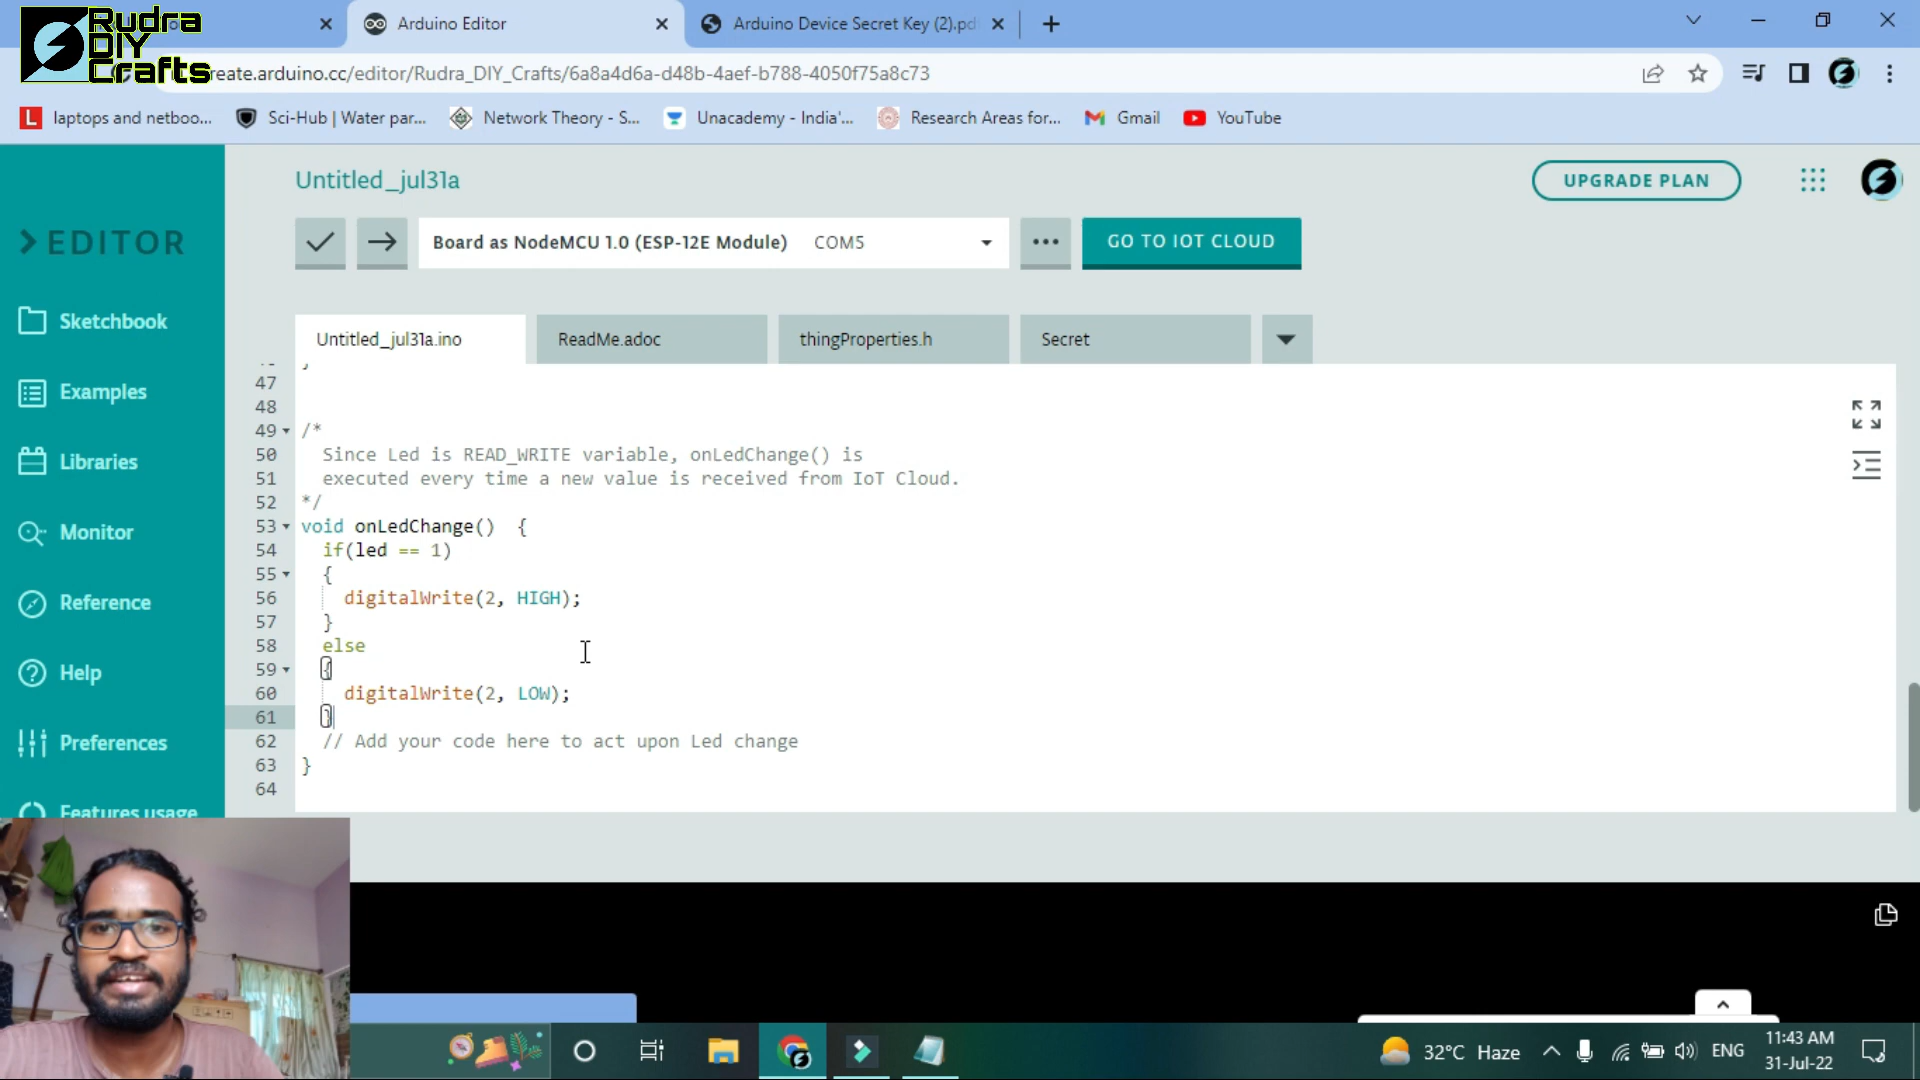 Rudra
DIY
Crafts
Arduino Editor
Arduino Device Secret Key (2).pd
reate.arduino.cc/editor/Rudra_DIY_Crafts/6a8a4d6a-d48b-4aef-b788-4050f75a8c73
laptops and netboo...
Sci-Hub | Water par...
Network Theory - S...
Unacademy - India'...
Research Areas for...
Gmail
YouTube
Untitled_jul31a
UPGRADE PLAN
EDITOR
Board as NodeMCU 1.0 (ESP-12E Module) COM5
GO TO IOT CLOUD
Sketchbook
Examples
Libraries
Monitor
Reference
Help
Preferences
Features usage
Untitled_jul31a.ino
ReadMe.adoc
thingProperties.h
Secret
47
48
49 /*
50 Since Led is READ_WRITE variable, onLedChange() is
51 executed every time a new value is received from IoT Cloud.
52 */
53 void onLedChange()  {
54 if(led == 1)
55 {
56 digitalWrite(2, HIGH);
57 }
58 else
59 {
60 digitalWrite(2, LOW);
61 }
62 // Add your code here to act upon Led change
63 }
64
32°C Haze
ENG
11:43 AM
31-Jul-22